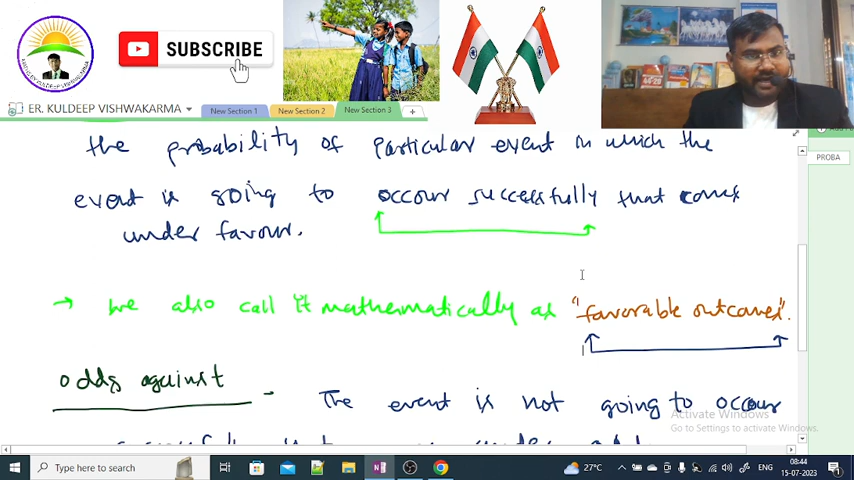 SUBSCRIBE
ER. KULDEEP VISHWAKARMA
New Section 1
New Section 2
New Section 3
PROBA
the probability of particular event in which the
event is going to occour successfully that comes
under favour.
→ We also call it mathematically as "favorable outcomes".
odds against - The event is not going to occour
Activate Windows
Go to Settings to activate Windows.
Type here to search
27°C
ENG
08:44
15-07-2023